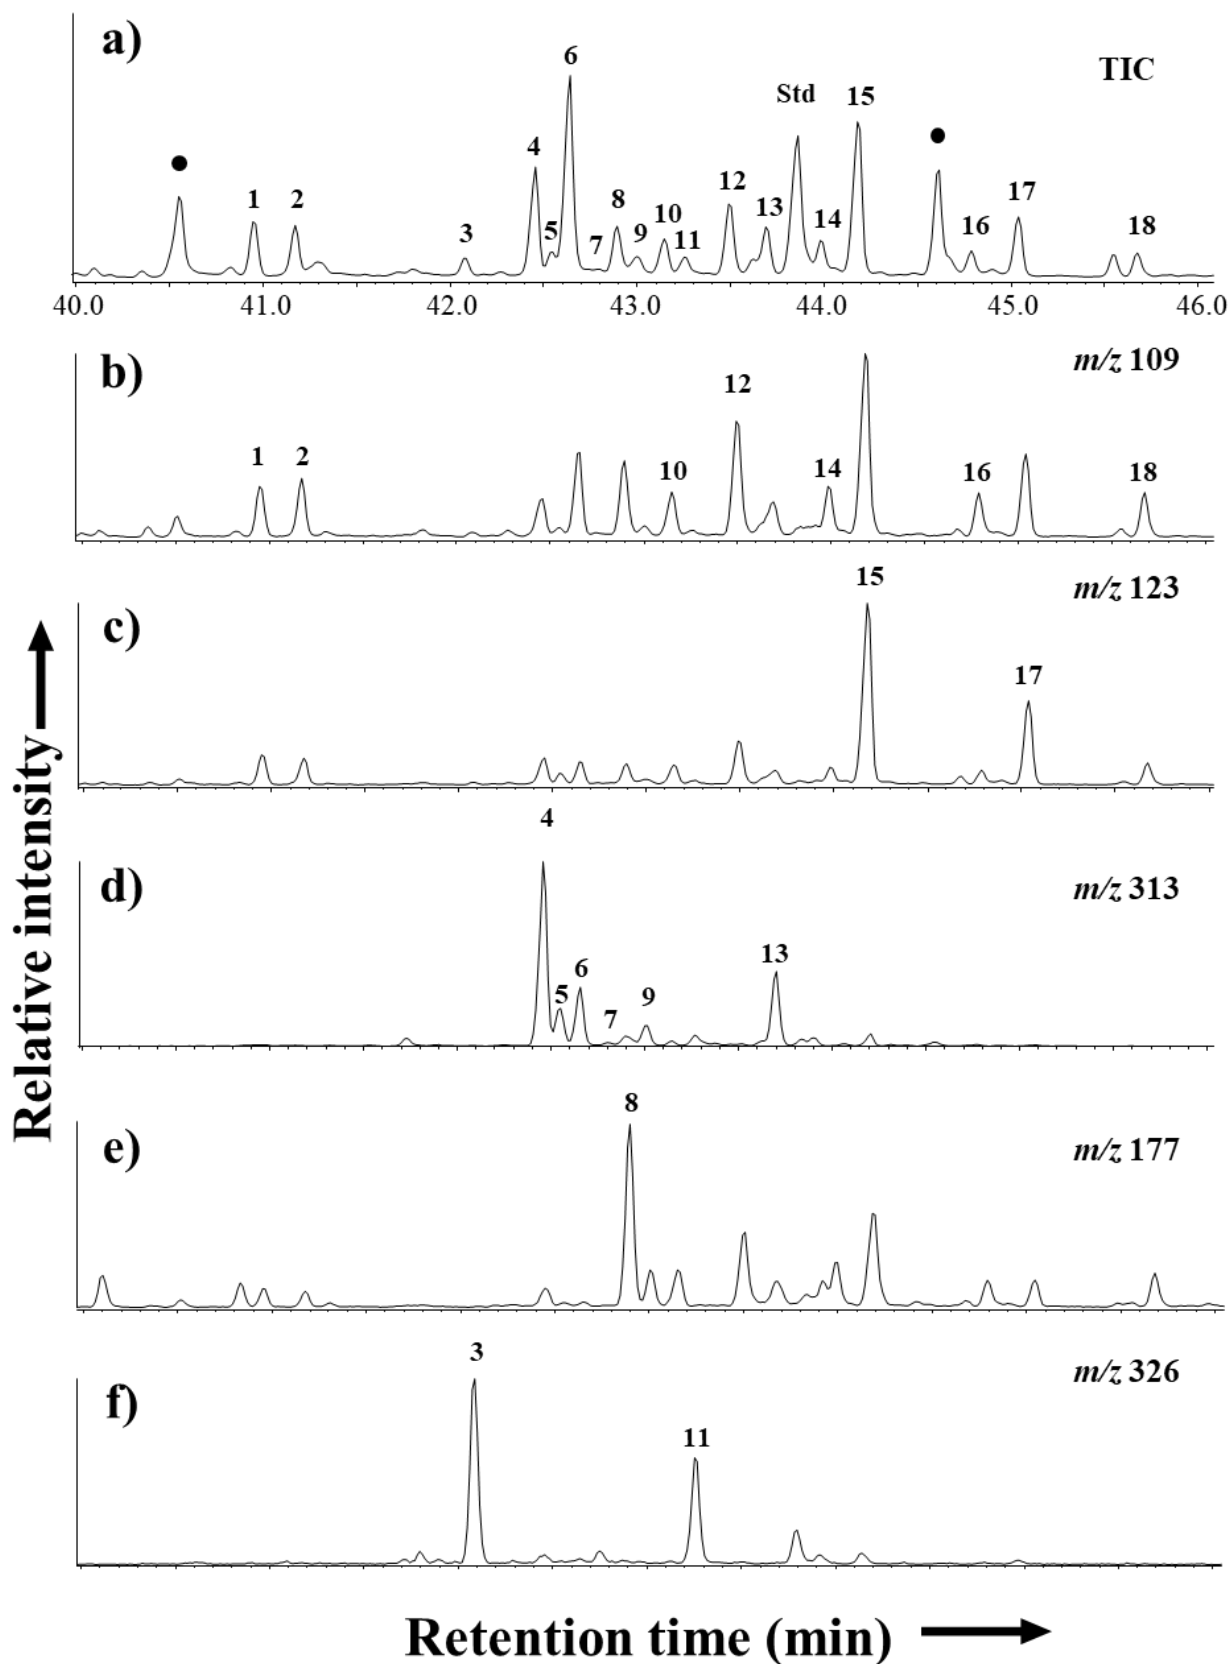 a)
TIC
● 1 2 3 4 5 6 7 8 9 10 11 12 13 Std 14 15 ● 16 17 18
40.0 41.0 42.0 43.0 44.0 45.0 46.0
b)
m/z 109
1 2 10 12 14 16 18
c)
m/z 123
15 17
d)
m/z 313
4 5 6 7 9 13
e)
m/z 177
8
f)
m/z 326
3 11
Relative intensity
Retention time (min)